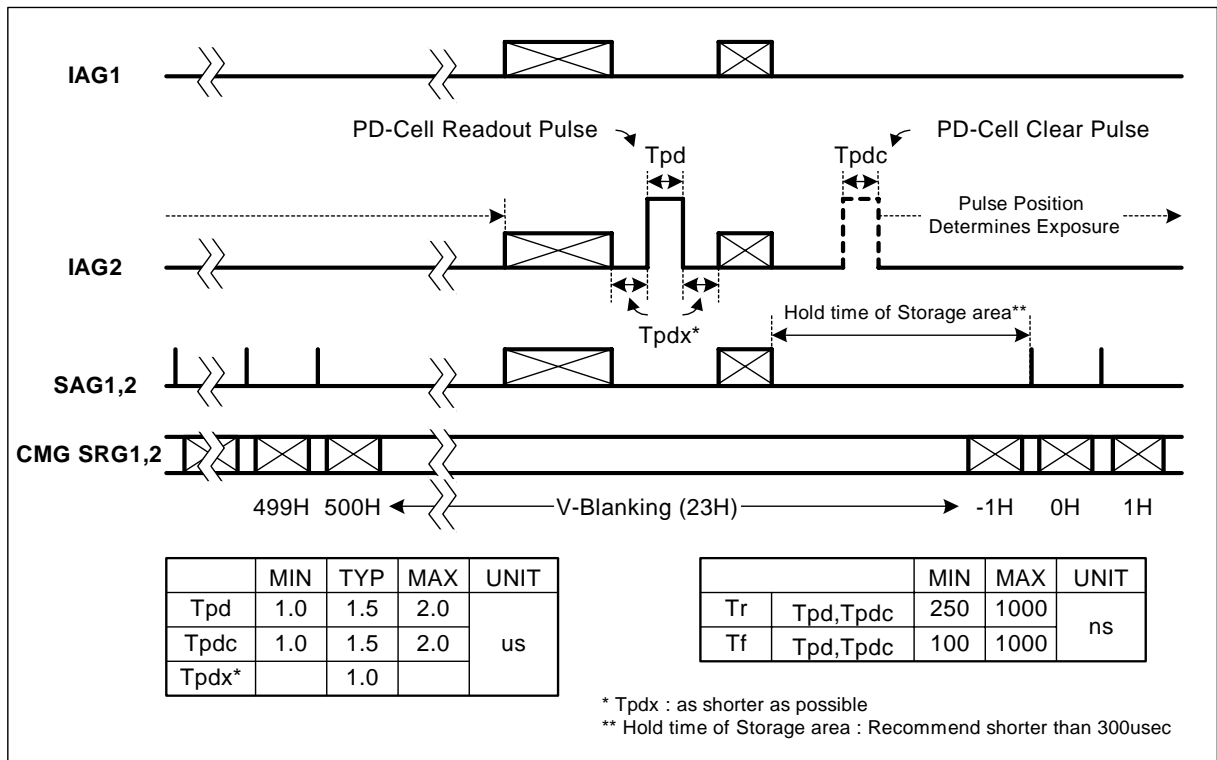 IAG1
PD-Cell Readout Pulse
PD-Cell Clear Pulse
Tpd
Tpdc
Pulse Position
Determines Exposure
IAG2
Tpdx*
Hold time of Storage area**
SAG1,2
CMG SRG1,2
499H 500H V-Blanking (23H) -1H 0H 1H
MIN TYP MAX UNIT
Tpd 1.0 1.5 2.0
Tpdc 1.0 1.5 2.0 us
Tpdx* 1.0
MIN MAX UNIT
Tr Tpd,Tpdc 250 1000 ns
Tf Tpd,Tpdc 100 1000
* Tpdx : as shorter as possible
** Hold time of Storage area : Recommend shorter than 300usec